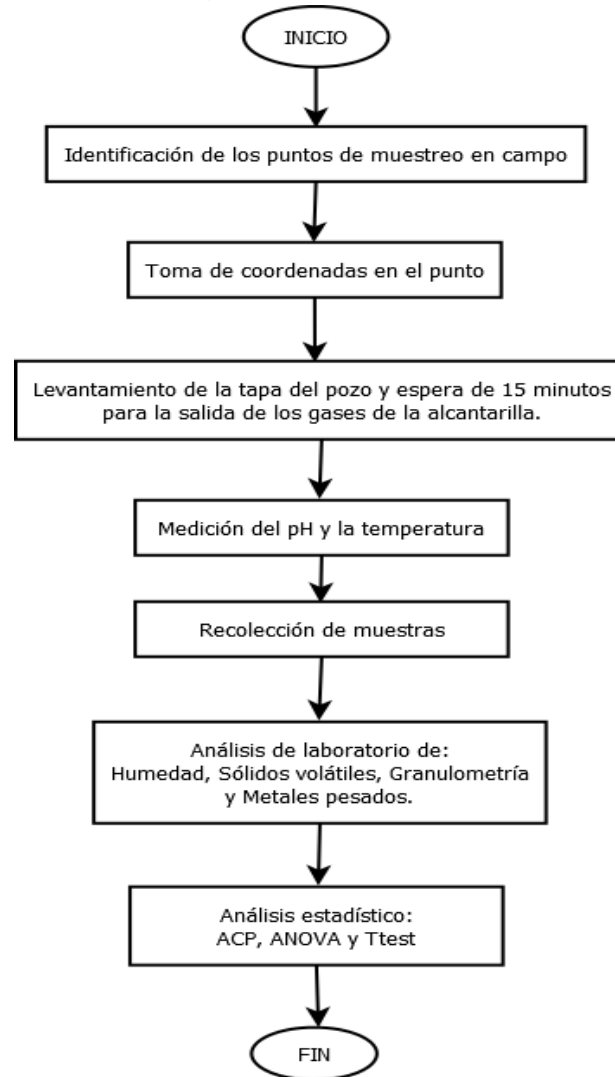 INICIO
Identificación de los puntos de muestreo en campo
Toma de coordenadas en el punto
Levantamiento de la tapa del pozo y espera de 15 minutos
para la salida de los gases de la alcantarilla.
Medición del pH y la temperatura
Recolección de muestras
Análisis de laboratorio de:
Humedad, Sólidos volátiles, Granulometría
y Metales pesados.
Análisis estadístico:
ACP, ANOVA y Ttest
FIN